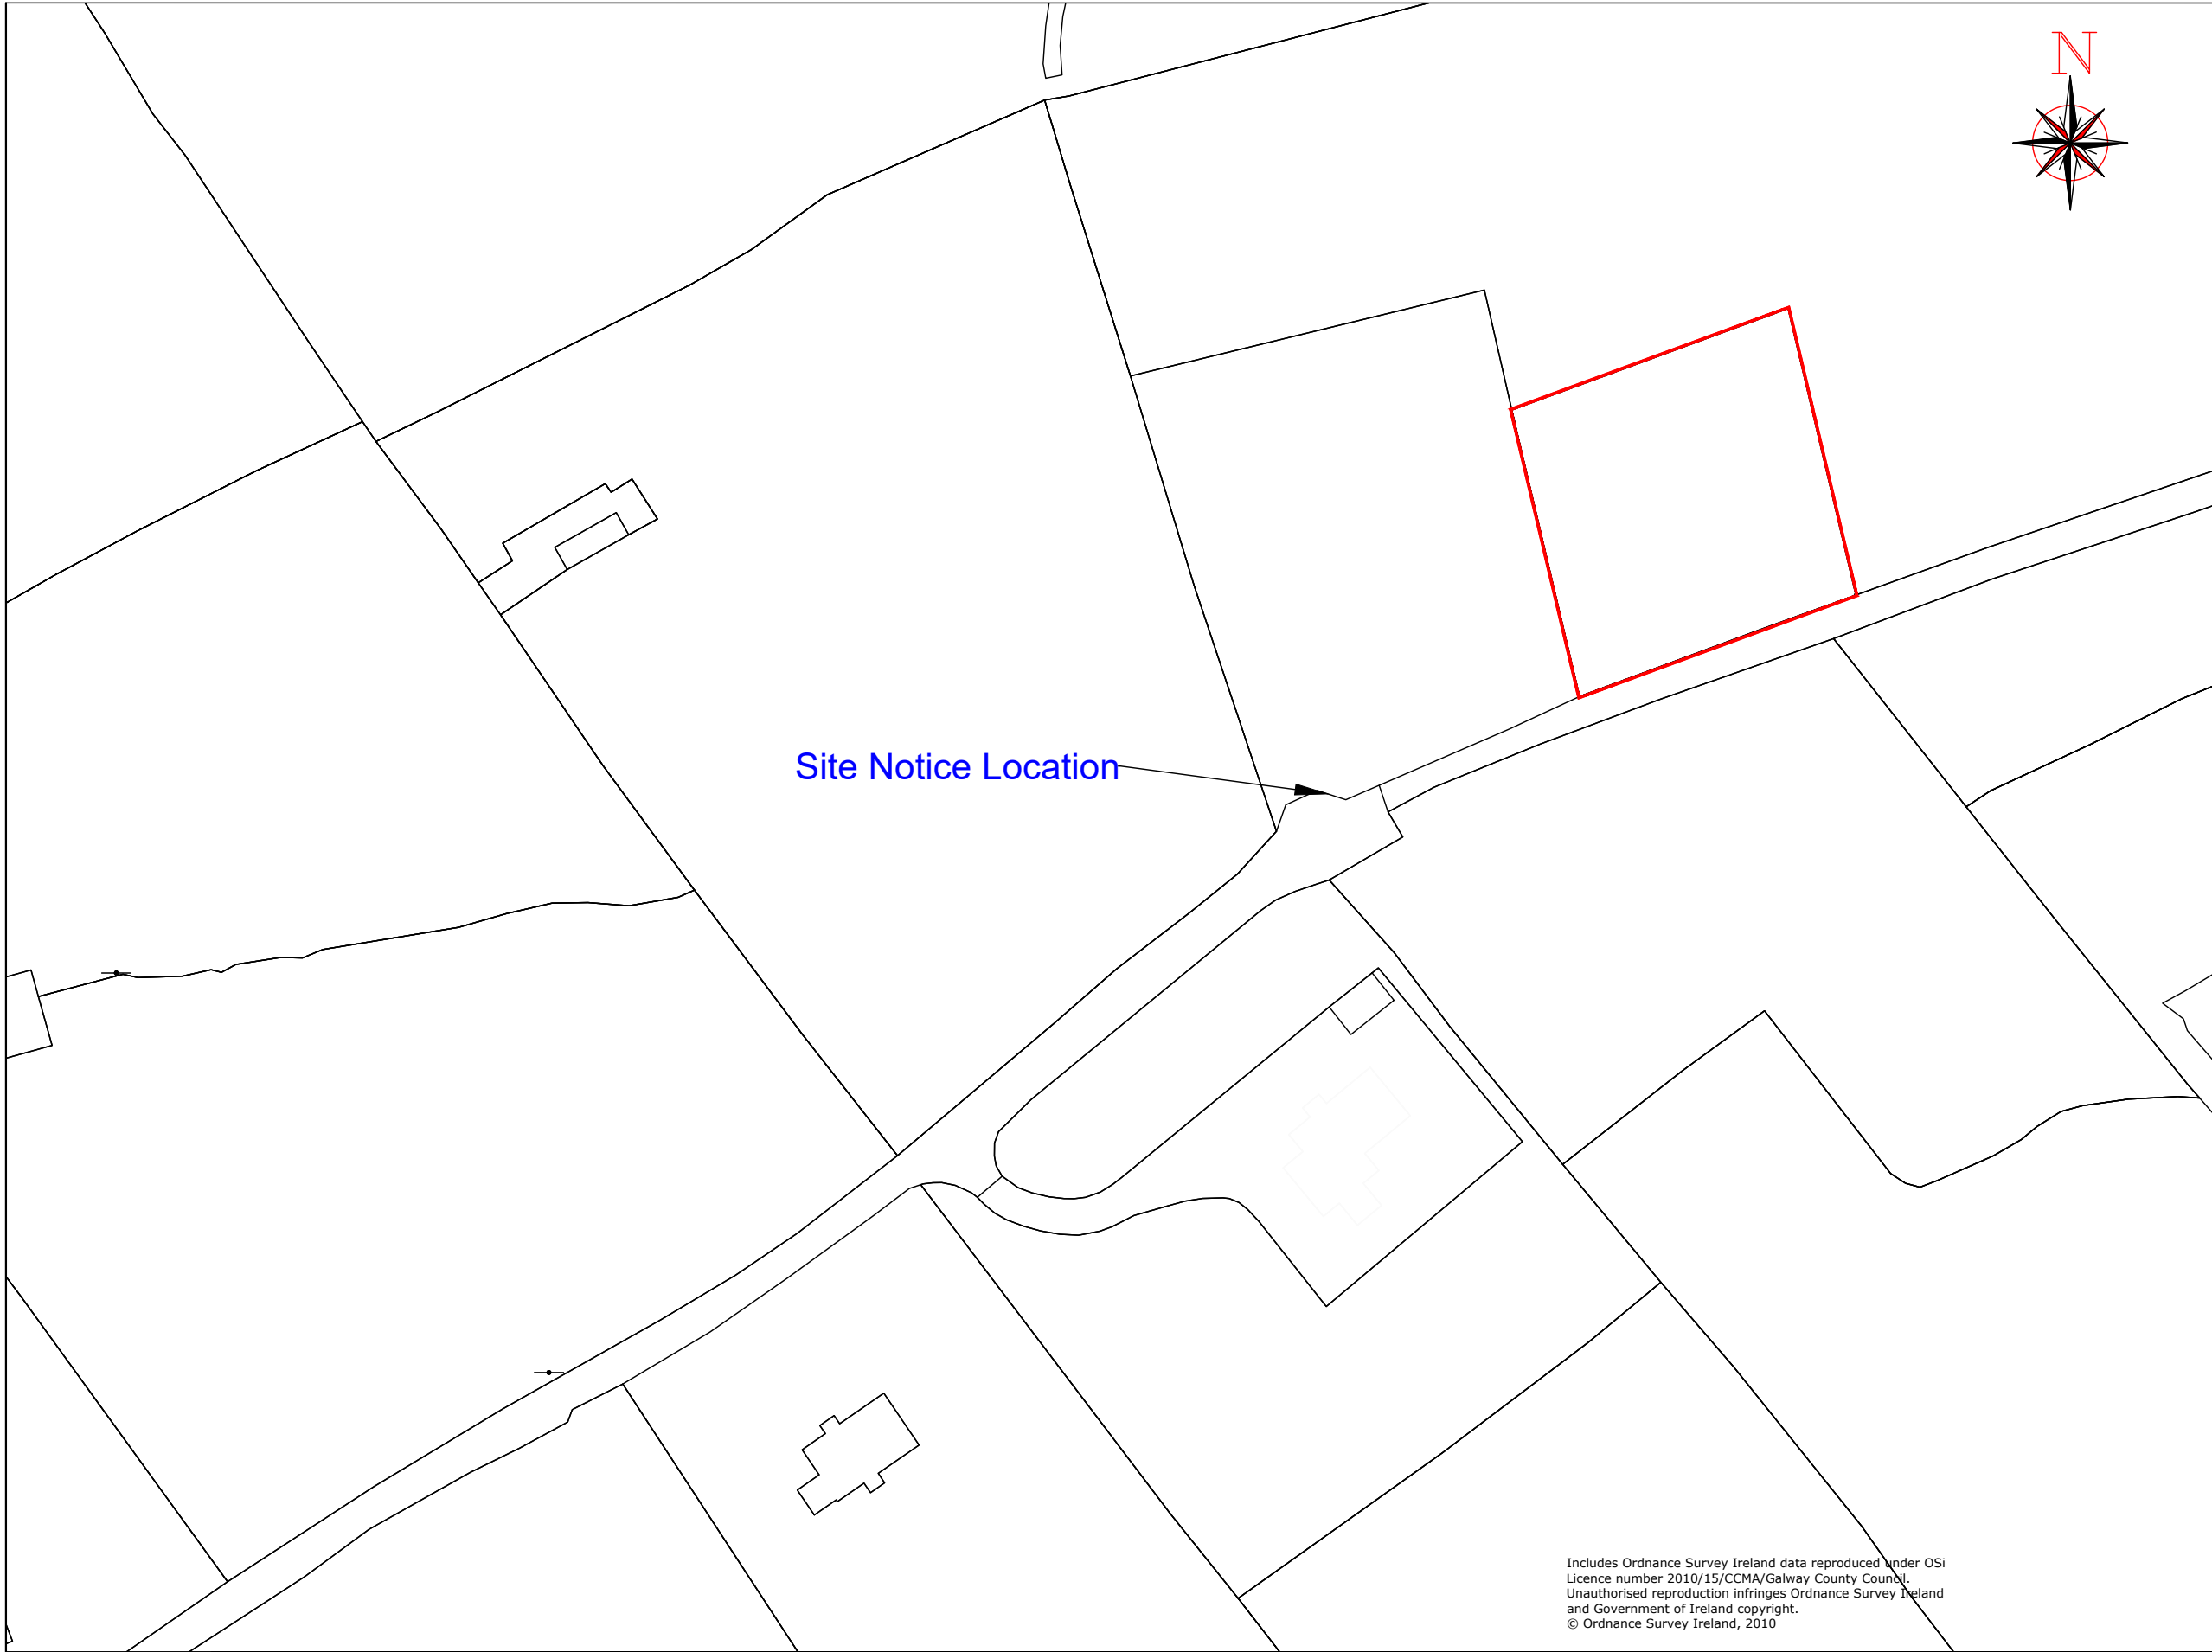 N
Site Notice Location
Includes Ordnance Survey Ireland data reproduced under OSi
Licence number 2010/15/CCMA/Galway County Council.
Unauthorised reproduction infringes Ordnance Survey Ireland
and Government of Ireland copyright.
© Ordnance Survey Ireland, 2010